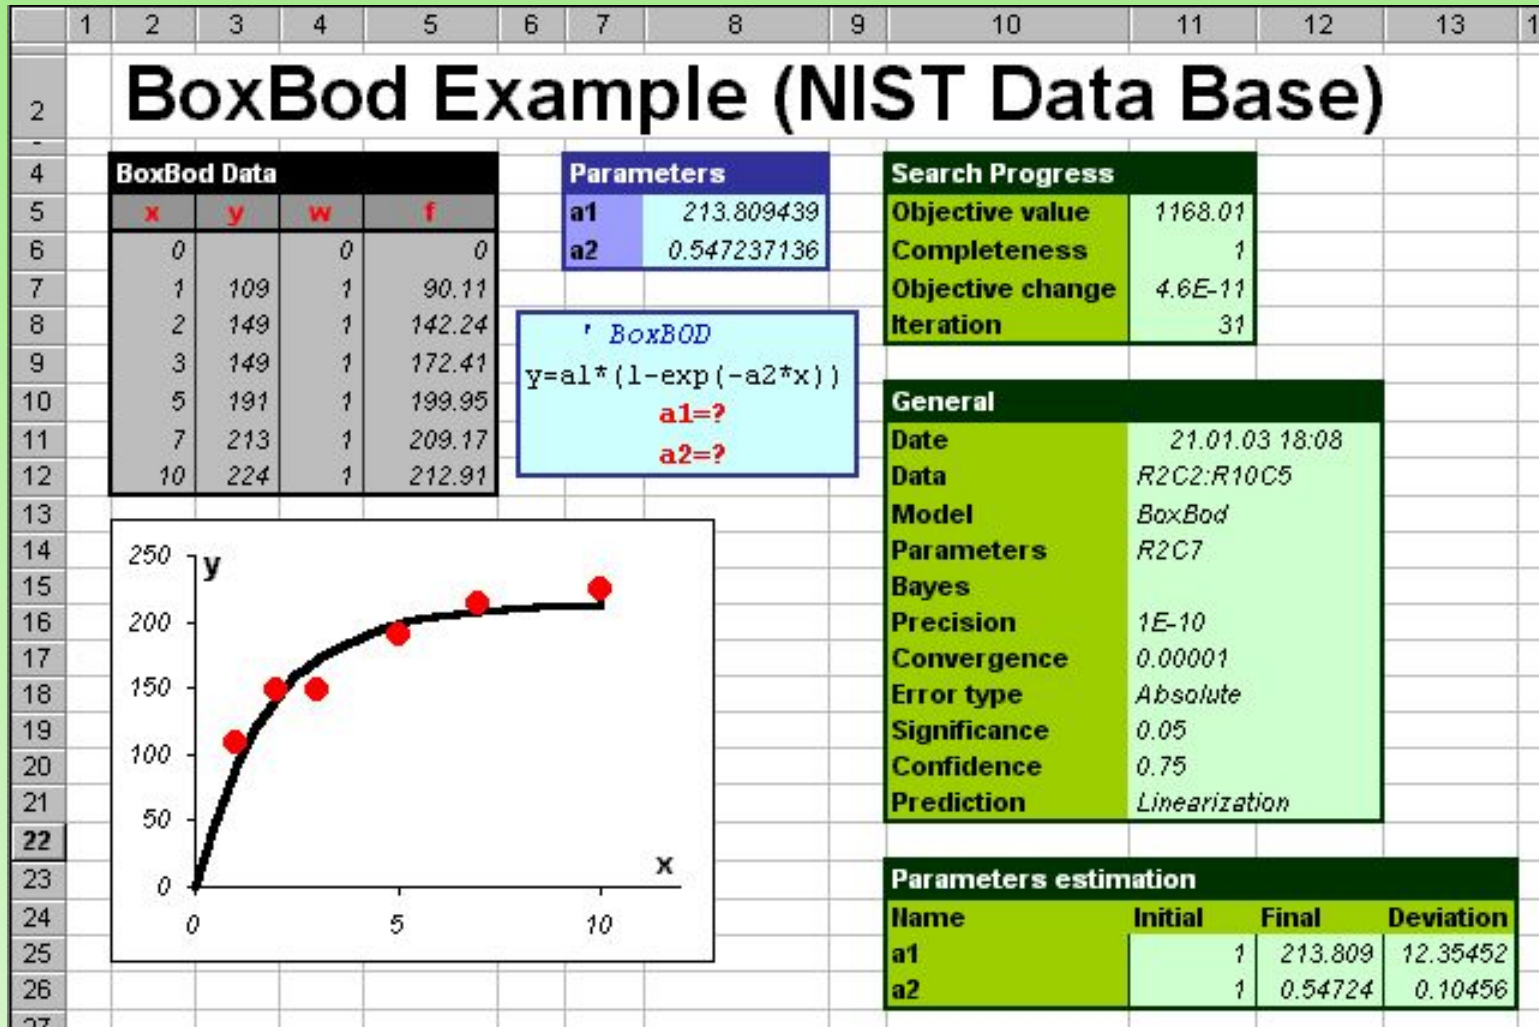 1 2 3 4 5 6 7 8 9 10 11 12 13 1
2 BoxBod Example (NIST Data Base)
4 BoxBod Data Parameters Search Progress
5 x y w f a1 213.809439 Objective value 1168.01
6 0 0 0 a2 0.547237136 Completeness 1
7 1 109 1 90.11 Objective change 4.6E-11
8 2 149 1 142.24 ' BoxBOD Iteration 31
9 3 149 1 172.41 y=a1*(1-exp(-a2*x))
10 5 191 1 199.95 a1=? General
11 7 213 1 209.17 a2=? Date 21.01.03 18:08
12 10 224 1 212.91 Data R2C2:R10C5
13 Model BoxBod
14 250 y Parameters R2C7
15 Bayes
16 200 Precision 1E-10
17 Convergence 0.00001
18 150 Error type Absolute
19 Significance 0.05
20 100 Confidence 0.75
21 50 Prediction Linearization
22
23 0 x Parameters estimation
24 0 5 10 Name Initial Final Deviation
25 a1 1 213.809 12.35452
26 a2 1 0.54724 0.10456
27